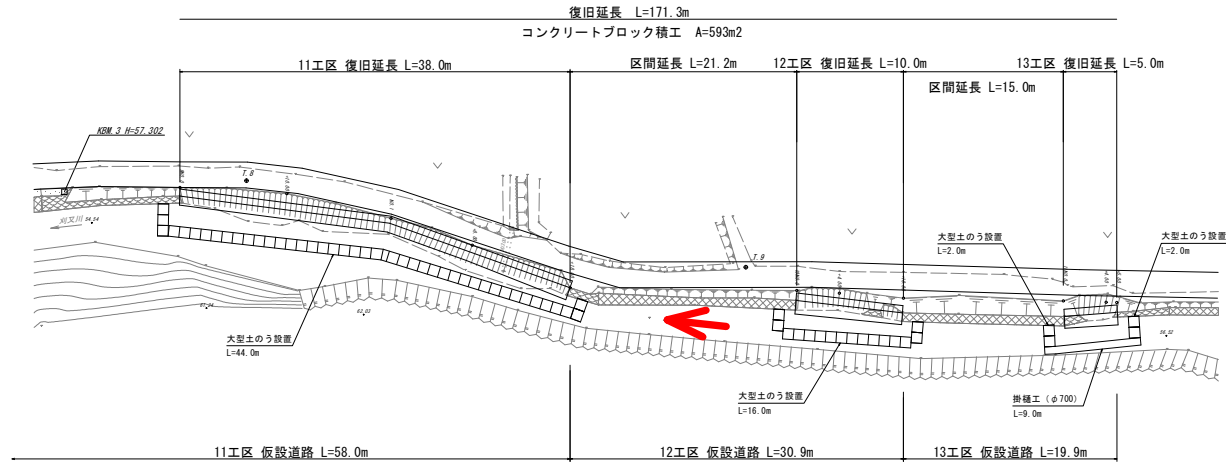 復旧延長 L=171.3m
コンクリートブロック積工 A=593m2
11工区 復旧延長 L=38.0m
区間延長 L=21.2m
12工区 復旧延長 L=10.0m
13工区 復旧延長 L=5.0m
区間延長 L=15.0m
KBM.3 H=57.302
T.8
T.9
刈又川
54.54
大型土のう設置
L=2.0m
大型土のう設置
L=2.0m
大型土のう設置
L=44.0m
大型土のう設置
L=16.0m
掛樋工(φ700)
L=9.0m
56.52
11工区 仮設道路 L=58.0m
12工区 仮設道路 L=30.9m
13工区 仮設道路 L=19.9m